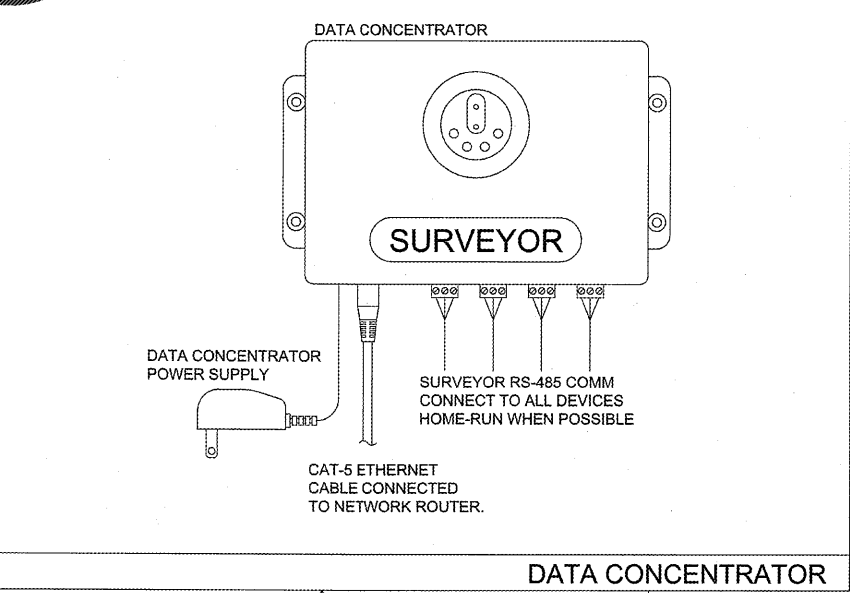 DATA CONCENTRATOR
SURVEYOR
DATA CONCENTRATOR
POWER SUPPLY
SURVEYOR RS-485 COMM
CONNECT TO ALL DEVICES
HOME-RUN WHEN POSSIBLE
CAT-5 ETHERNET
CABLE CONNECTED
TO NETWORK ROUTER.
DATA CONCENTRATOR